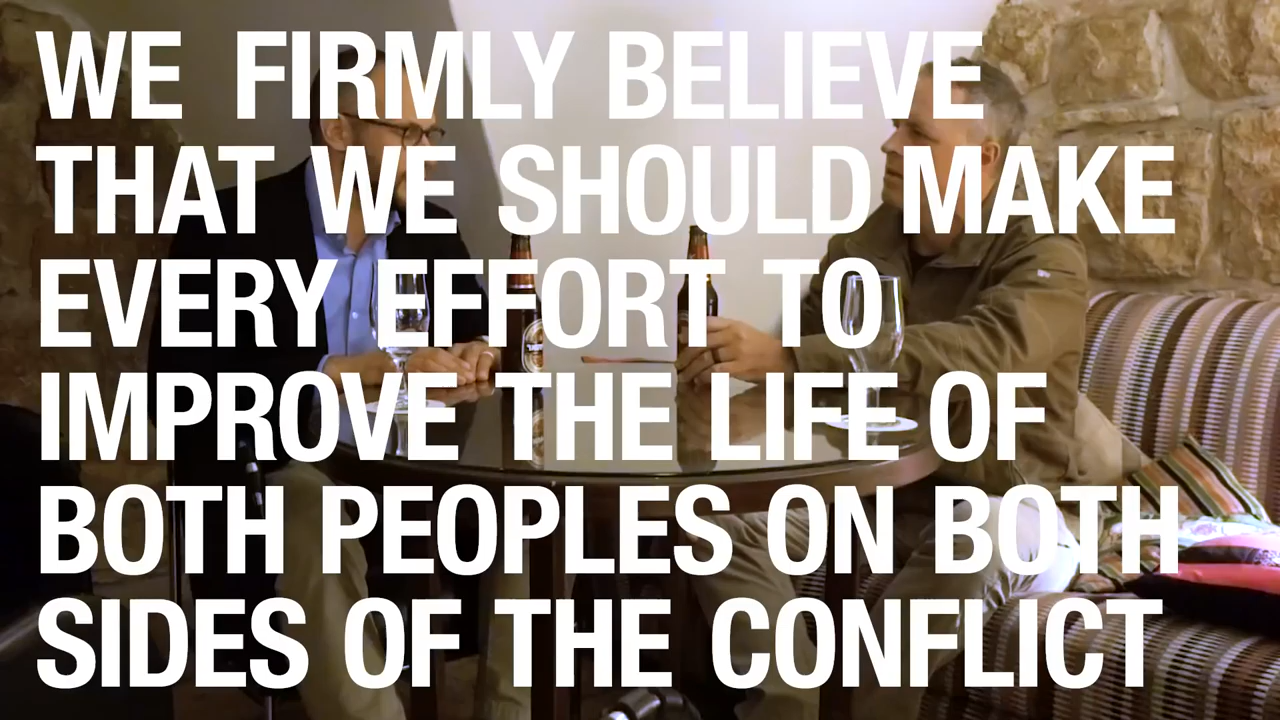 WE FIRMLY BELIEVE
THAT WE SHOULD MAKE
EVERY EFFORT TO
IMPROVE THE LIFE OF
BOTH PEOPLES ON BOTH
SIDES OF THE CONFLICT